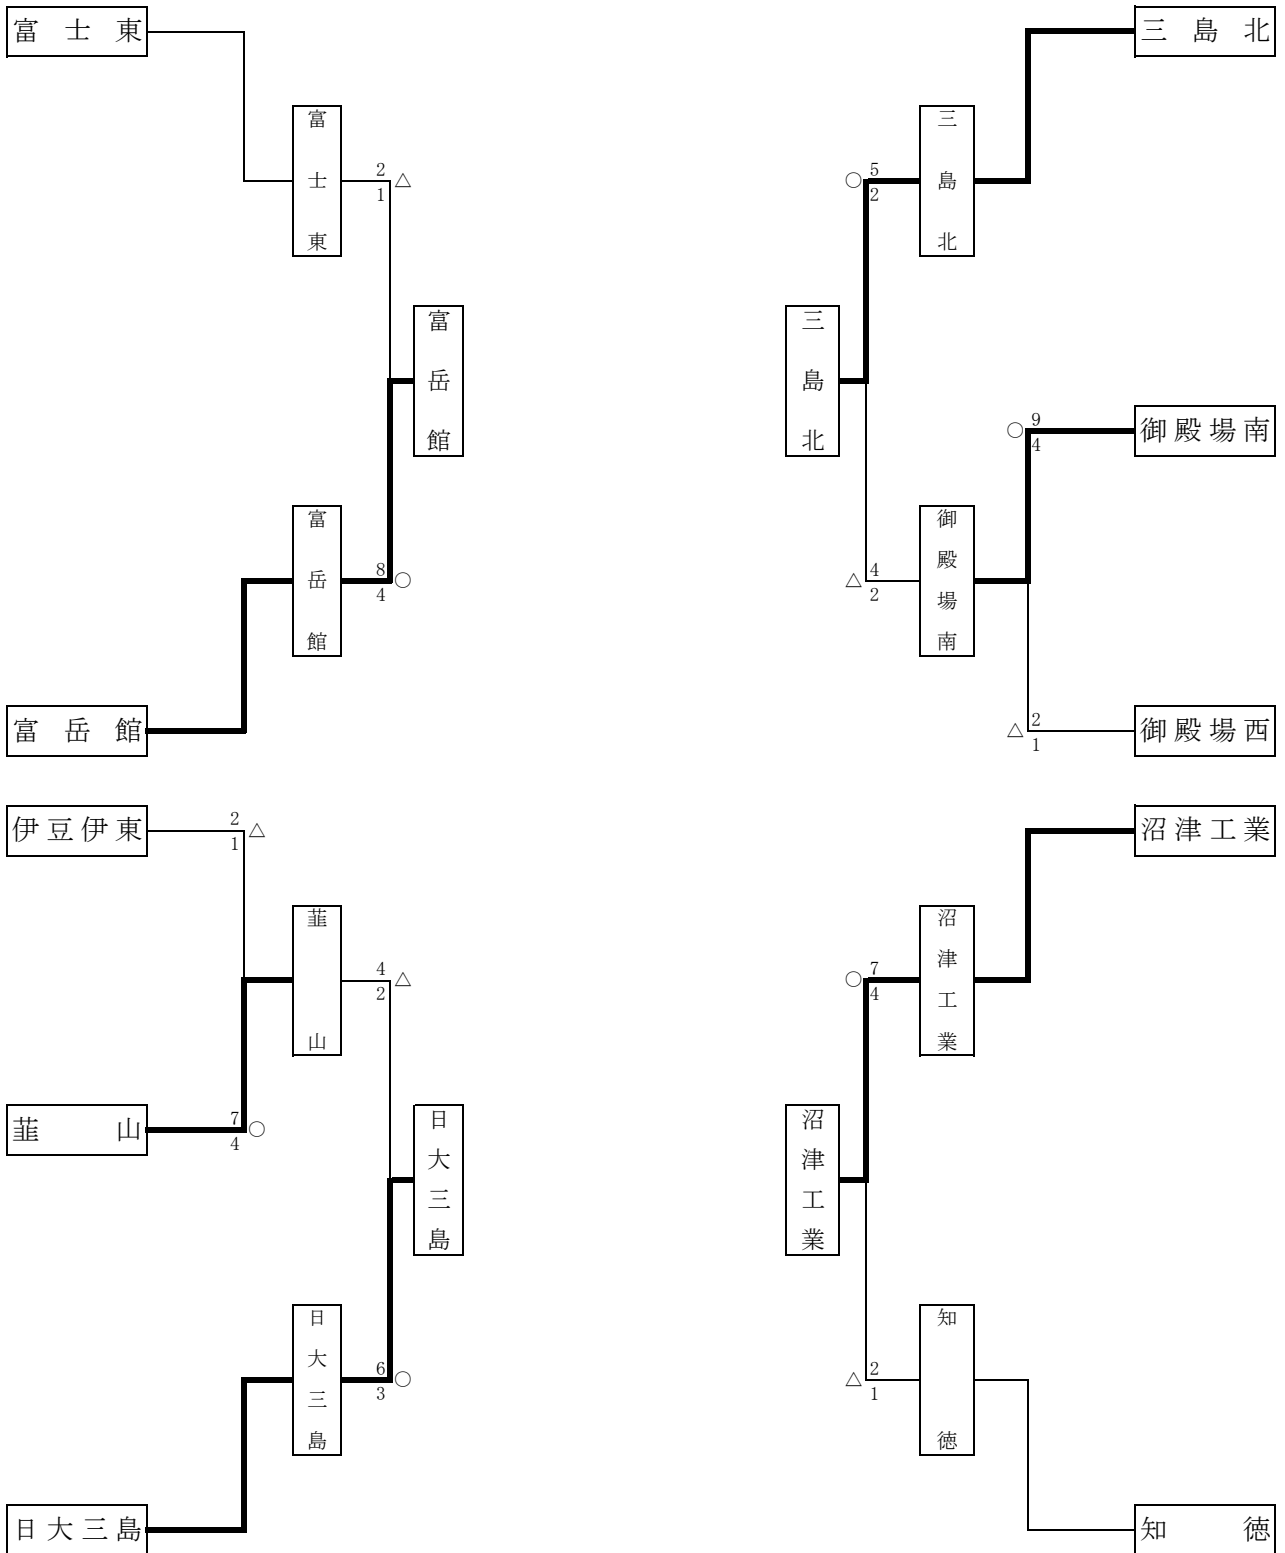 富士東
三島北
富士東
2
1
△
○
5
2
三島北
富岳館
三島北
○
9
4
御殿場南
富岳館
8
4
○
△
4
2
御殿場南
富岳館
△
2
1
御殿場西
伊豆伊東
2
1
△
沼津工業
韮山
4
2
△
○
7
4
沼津工業
韮山
7
4
○
日大三島
沼津工業
日大三島
6
3
○
△
2
1
知徳
日大三島
知徳